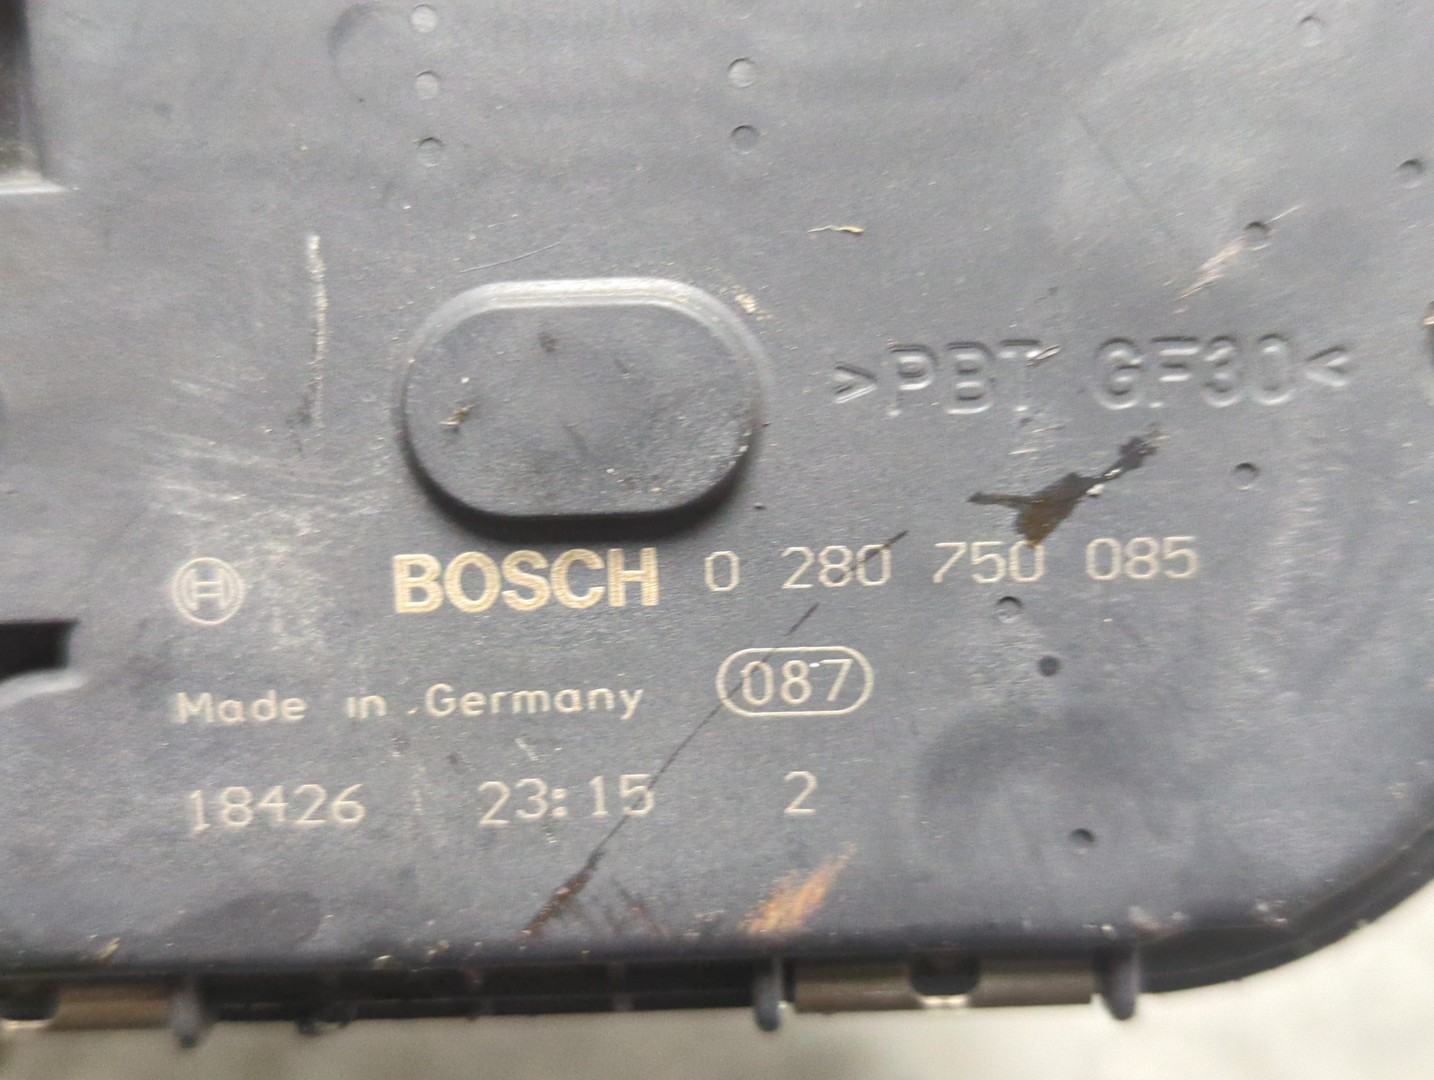 >PBT GF30<
BOSCH 0 280 750 085
Made in Germany 087
18426 23:15 2